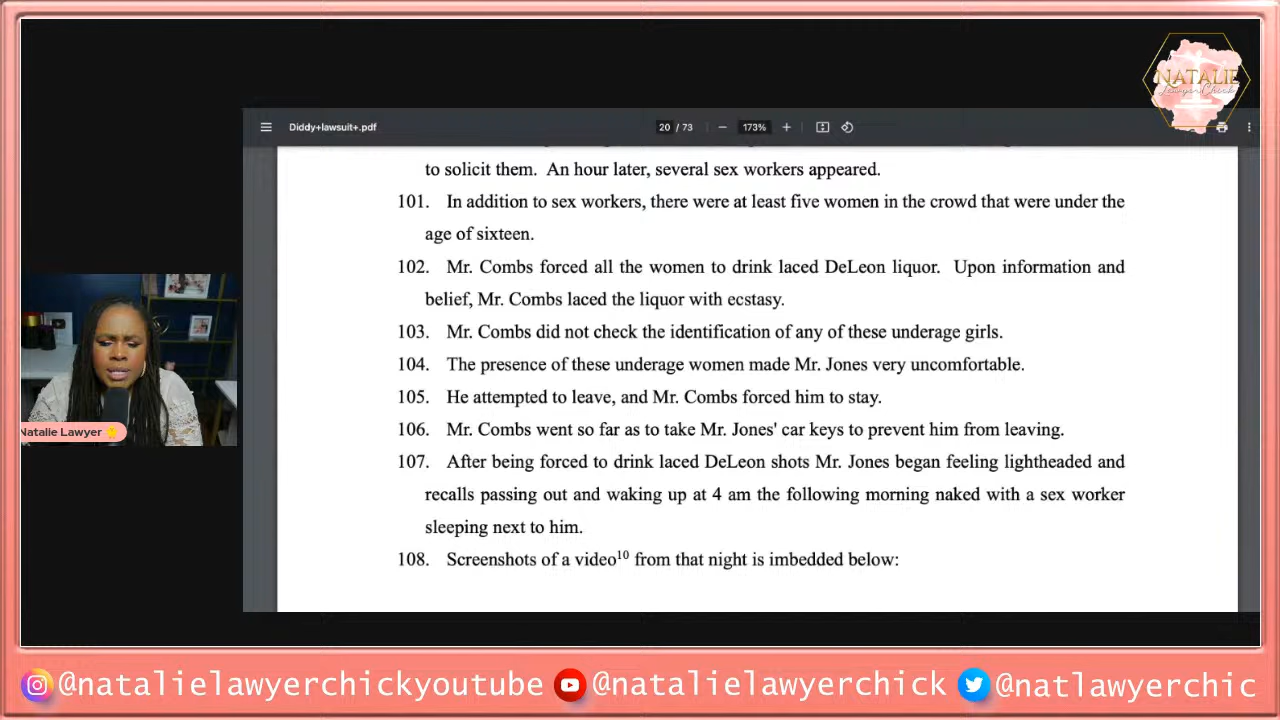 NATALIE
LawyerChick
Diddy+lawsuit+.pdf
20 / 73
173%
to solicit them. An hour later, several sex workers appeared.
101. In addition to sex workers, there were at least five women in the crowd that were under the
age of sixteen.
102. Mr. Combs forced all the women to drink laced DeLeon liquor. Upon information and
belief, Mr. Combs laced the liquor with ecstasy.
103. Mr. Combs did not check the identification of any of these underage girls.
104. The presence of these underage women made Mr. Jones very uncomfortable.
105. He attempted to leave, and Mr. Combs forced him to stay.
106. Mr. Combs went so far as to take Mr. Jones' ar keys to prevent him from leaving.
107. After being forced to drink laced DeLeon shots Mr. Jones began feeling lightheaded and
recalls passing out and waking up at 4 am the following morning naked with a sex worker
sleeping next to him.
108. Screenshots of a video10 from that night is imbedded below:
Natalie Lawyer
@natalielawyerchickyoutube @natalielawyerchick @natlawyerchic